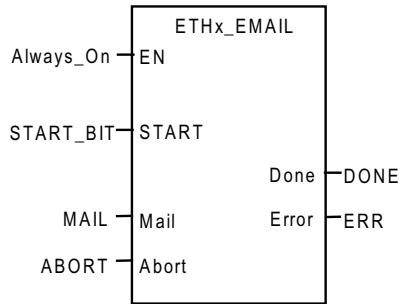 ETHx_EMAIL
Always_On EN
START_BIT START
Done DONE
MAIL Mail Error ERR
ABORT Abort